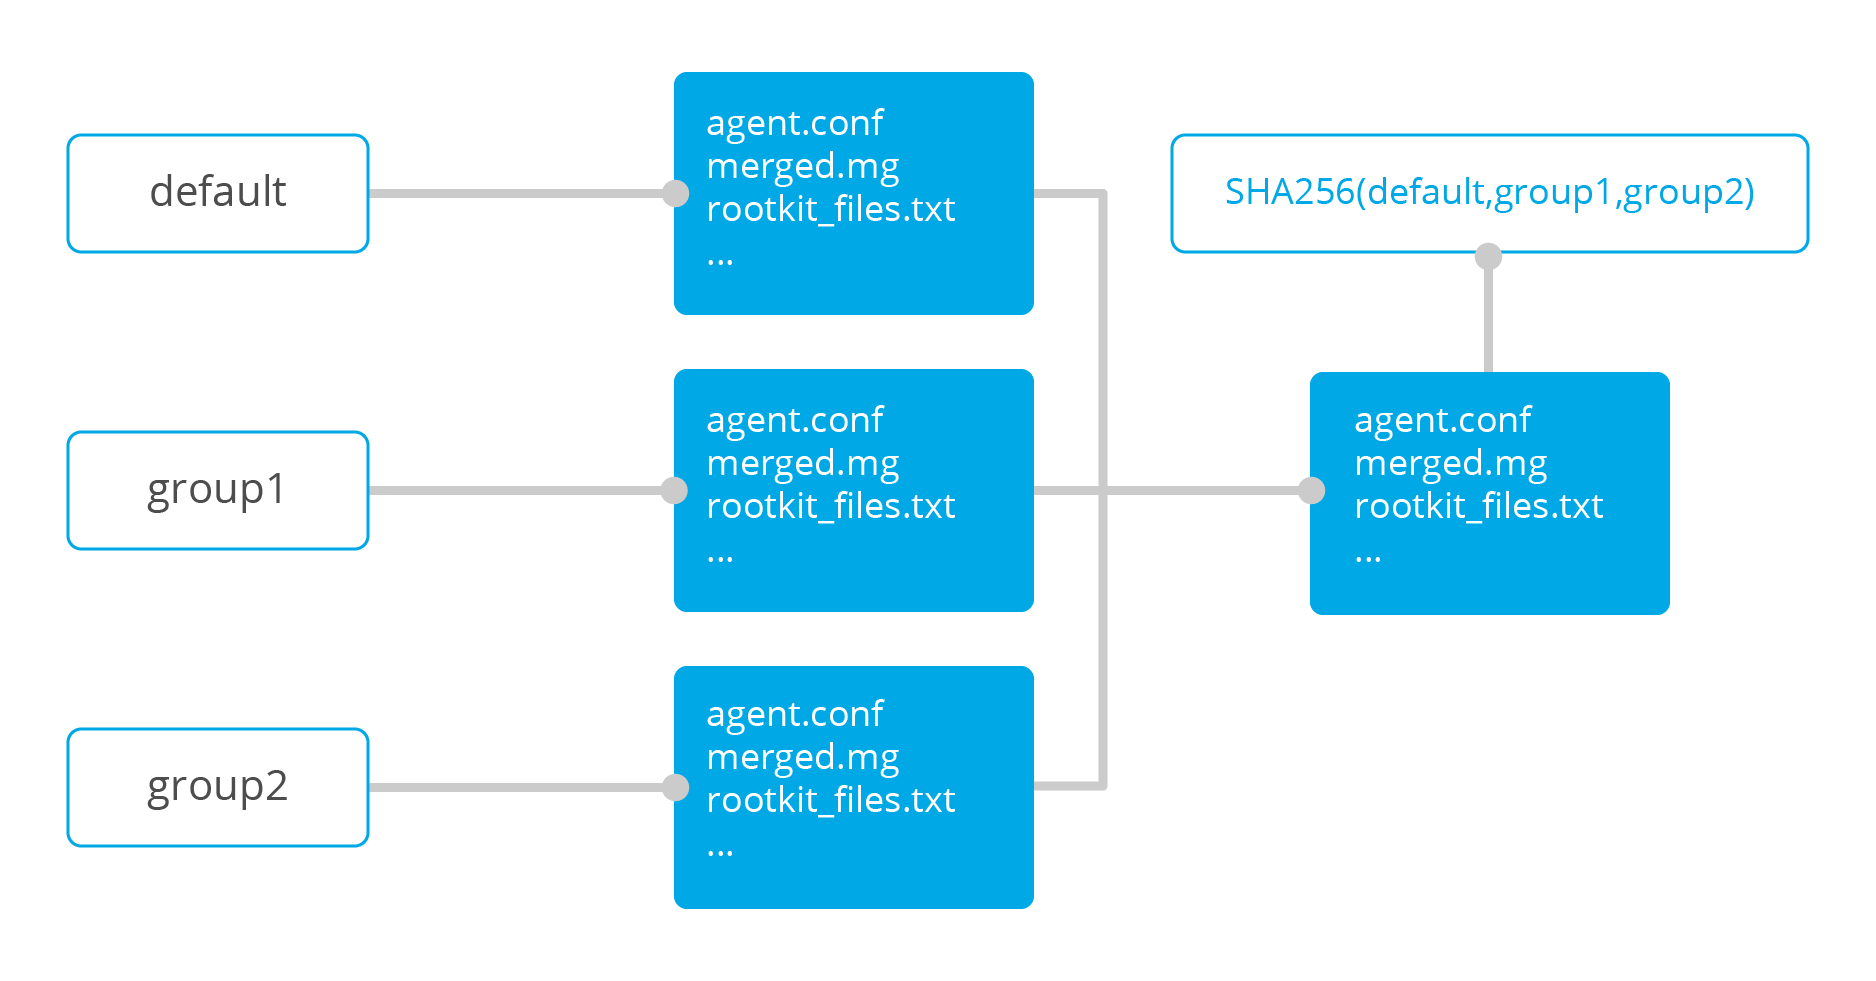 default
agent.conf
merged.mg
rootkit_files.txt
...
SHA256(default,group1,group2)
group1
agent.conf
merged.mg
rootkit_files.txt
...
agent.conf
merged.mg
rootkit_files.txt
...
group2
agent.conf
merged.mg
rootkit_files.txt
...